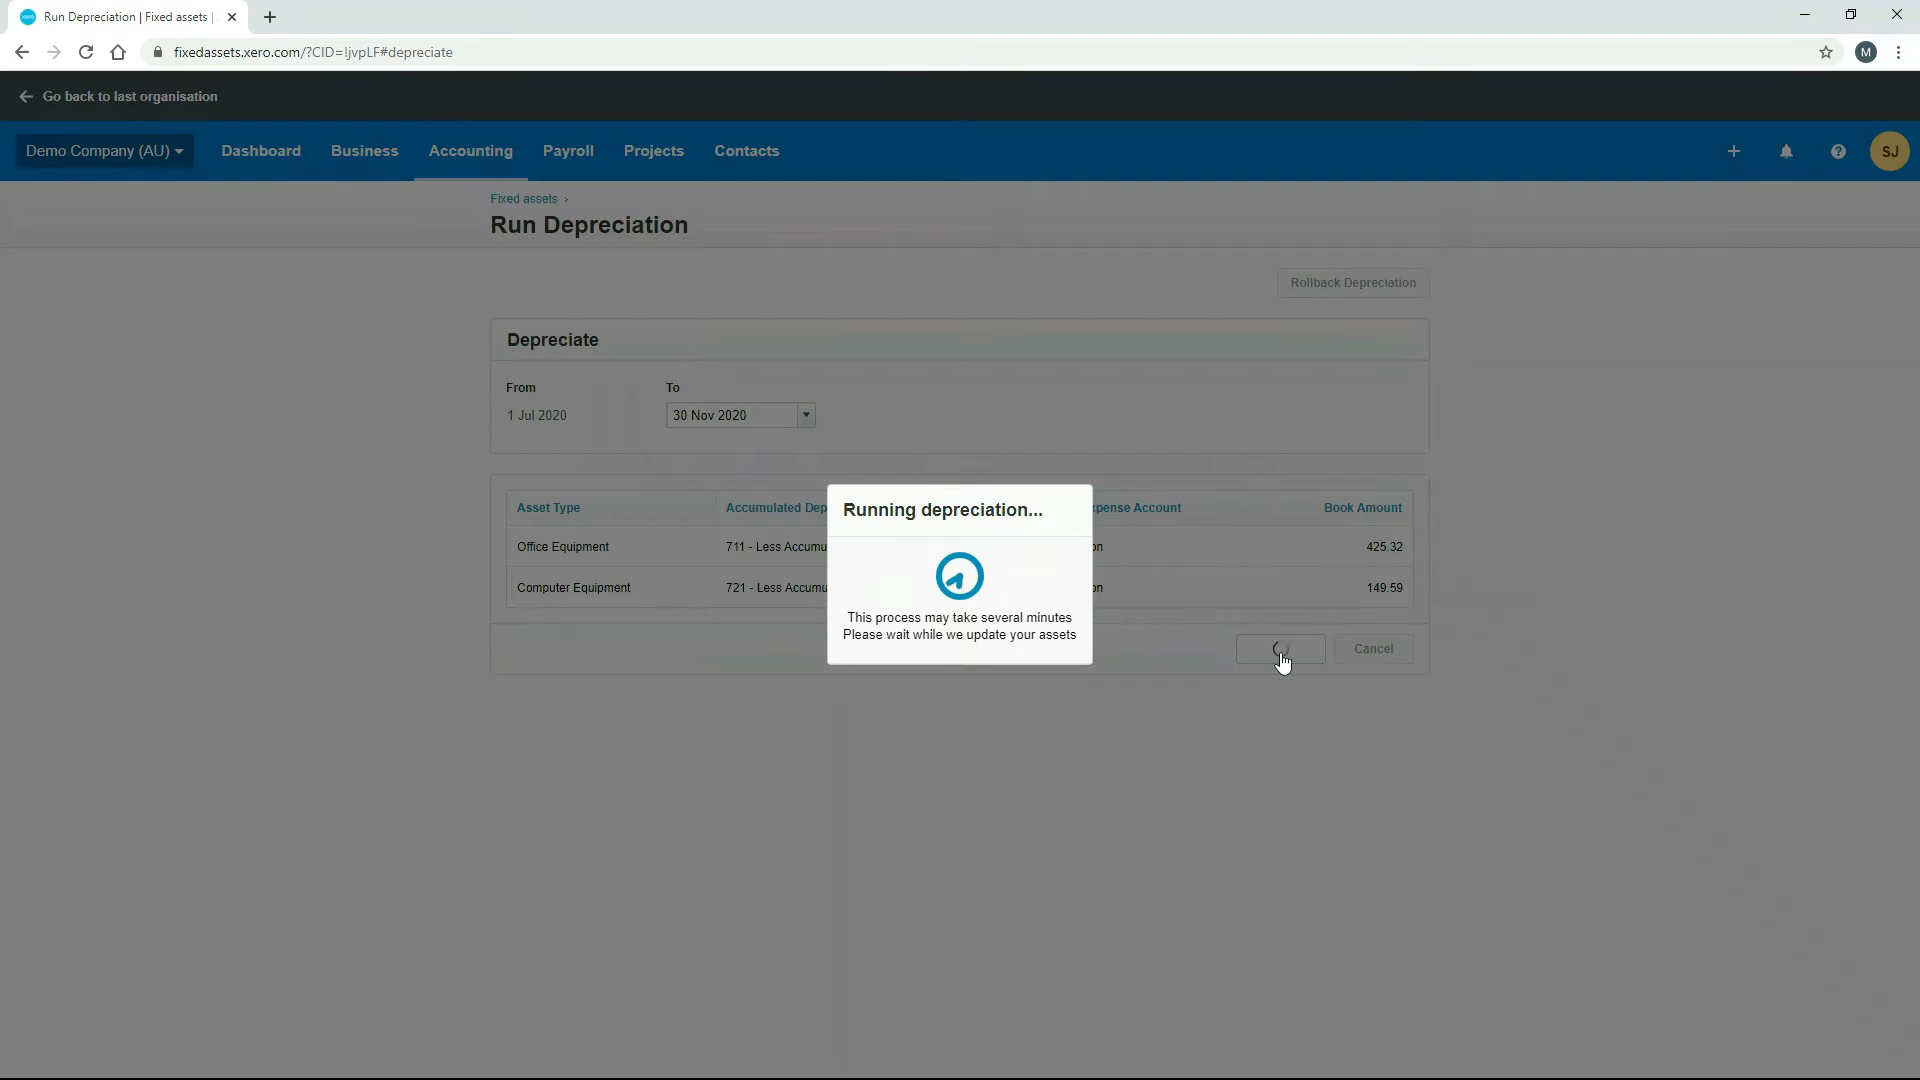 Run Depreciation | Fixed assets |
fixedassets.xero.com/?CID=!jvpLF#depreciate
M
Go back to last organisation
Demo Company (AU)
Dashboard
Business
Accounting
Payroll
Projects
Contacts
SJ
Fixed assets ›
Run Depreciation
Rollback Depreciation
Depreciate
From
To
1 Jul 2020
30 Nov 2020
Asset Type
Accumulated Dep
pense Account
Book Amount
Office Equipment
711 - Less Accumu
on
425.32
Computer Equipment
721 - Less Accumu
on
149.59
Running depreciation...
This process may take several minutes
Please wait while we update your assets
Cancel